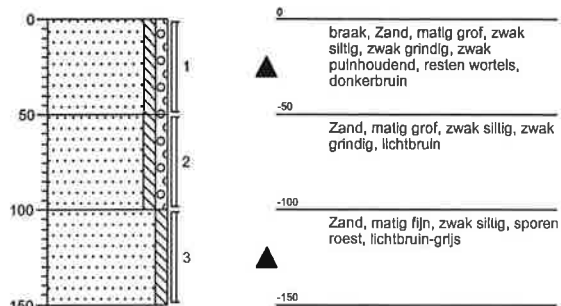 0
50
100
150
1
2
3
0
braak, Zand, matig grof, zwak
siltig, zwak grindig, zwak
puinhoudend, resten wortels,
donkerbruin
-50
Zand, matig grof, zwak siltig, zwak
grindig, lichtbruin
-100
Zand, matig fijn, zwak siltig, sporen
roest, lichtbruin-grijs
-150